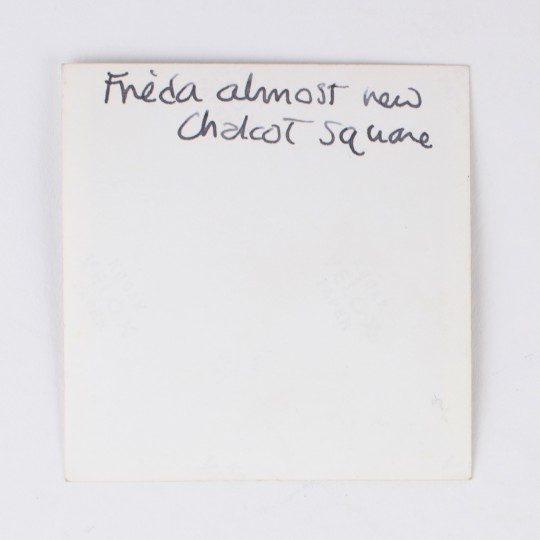 Frieda almost new
Chalcot Square